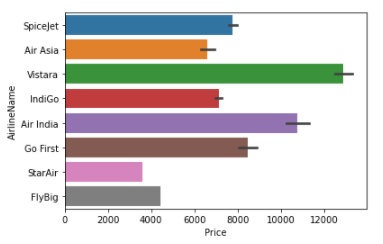 SpiceJet
Air Asia
Vistara
IndiGo
Air India
Go First
StarAir
FlyBig
AirlineName
0 2000 4000 6000 8000 10000 12000
Price